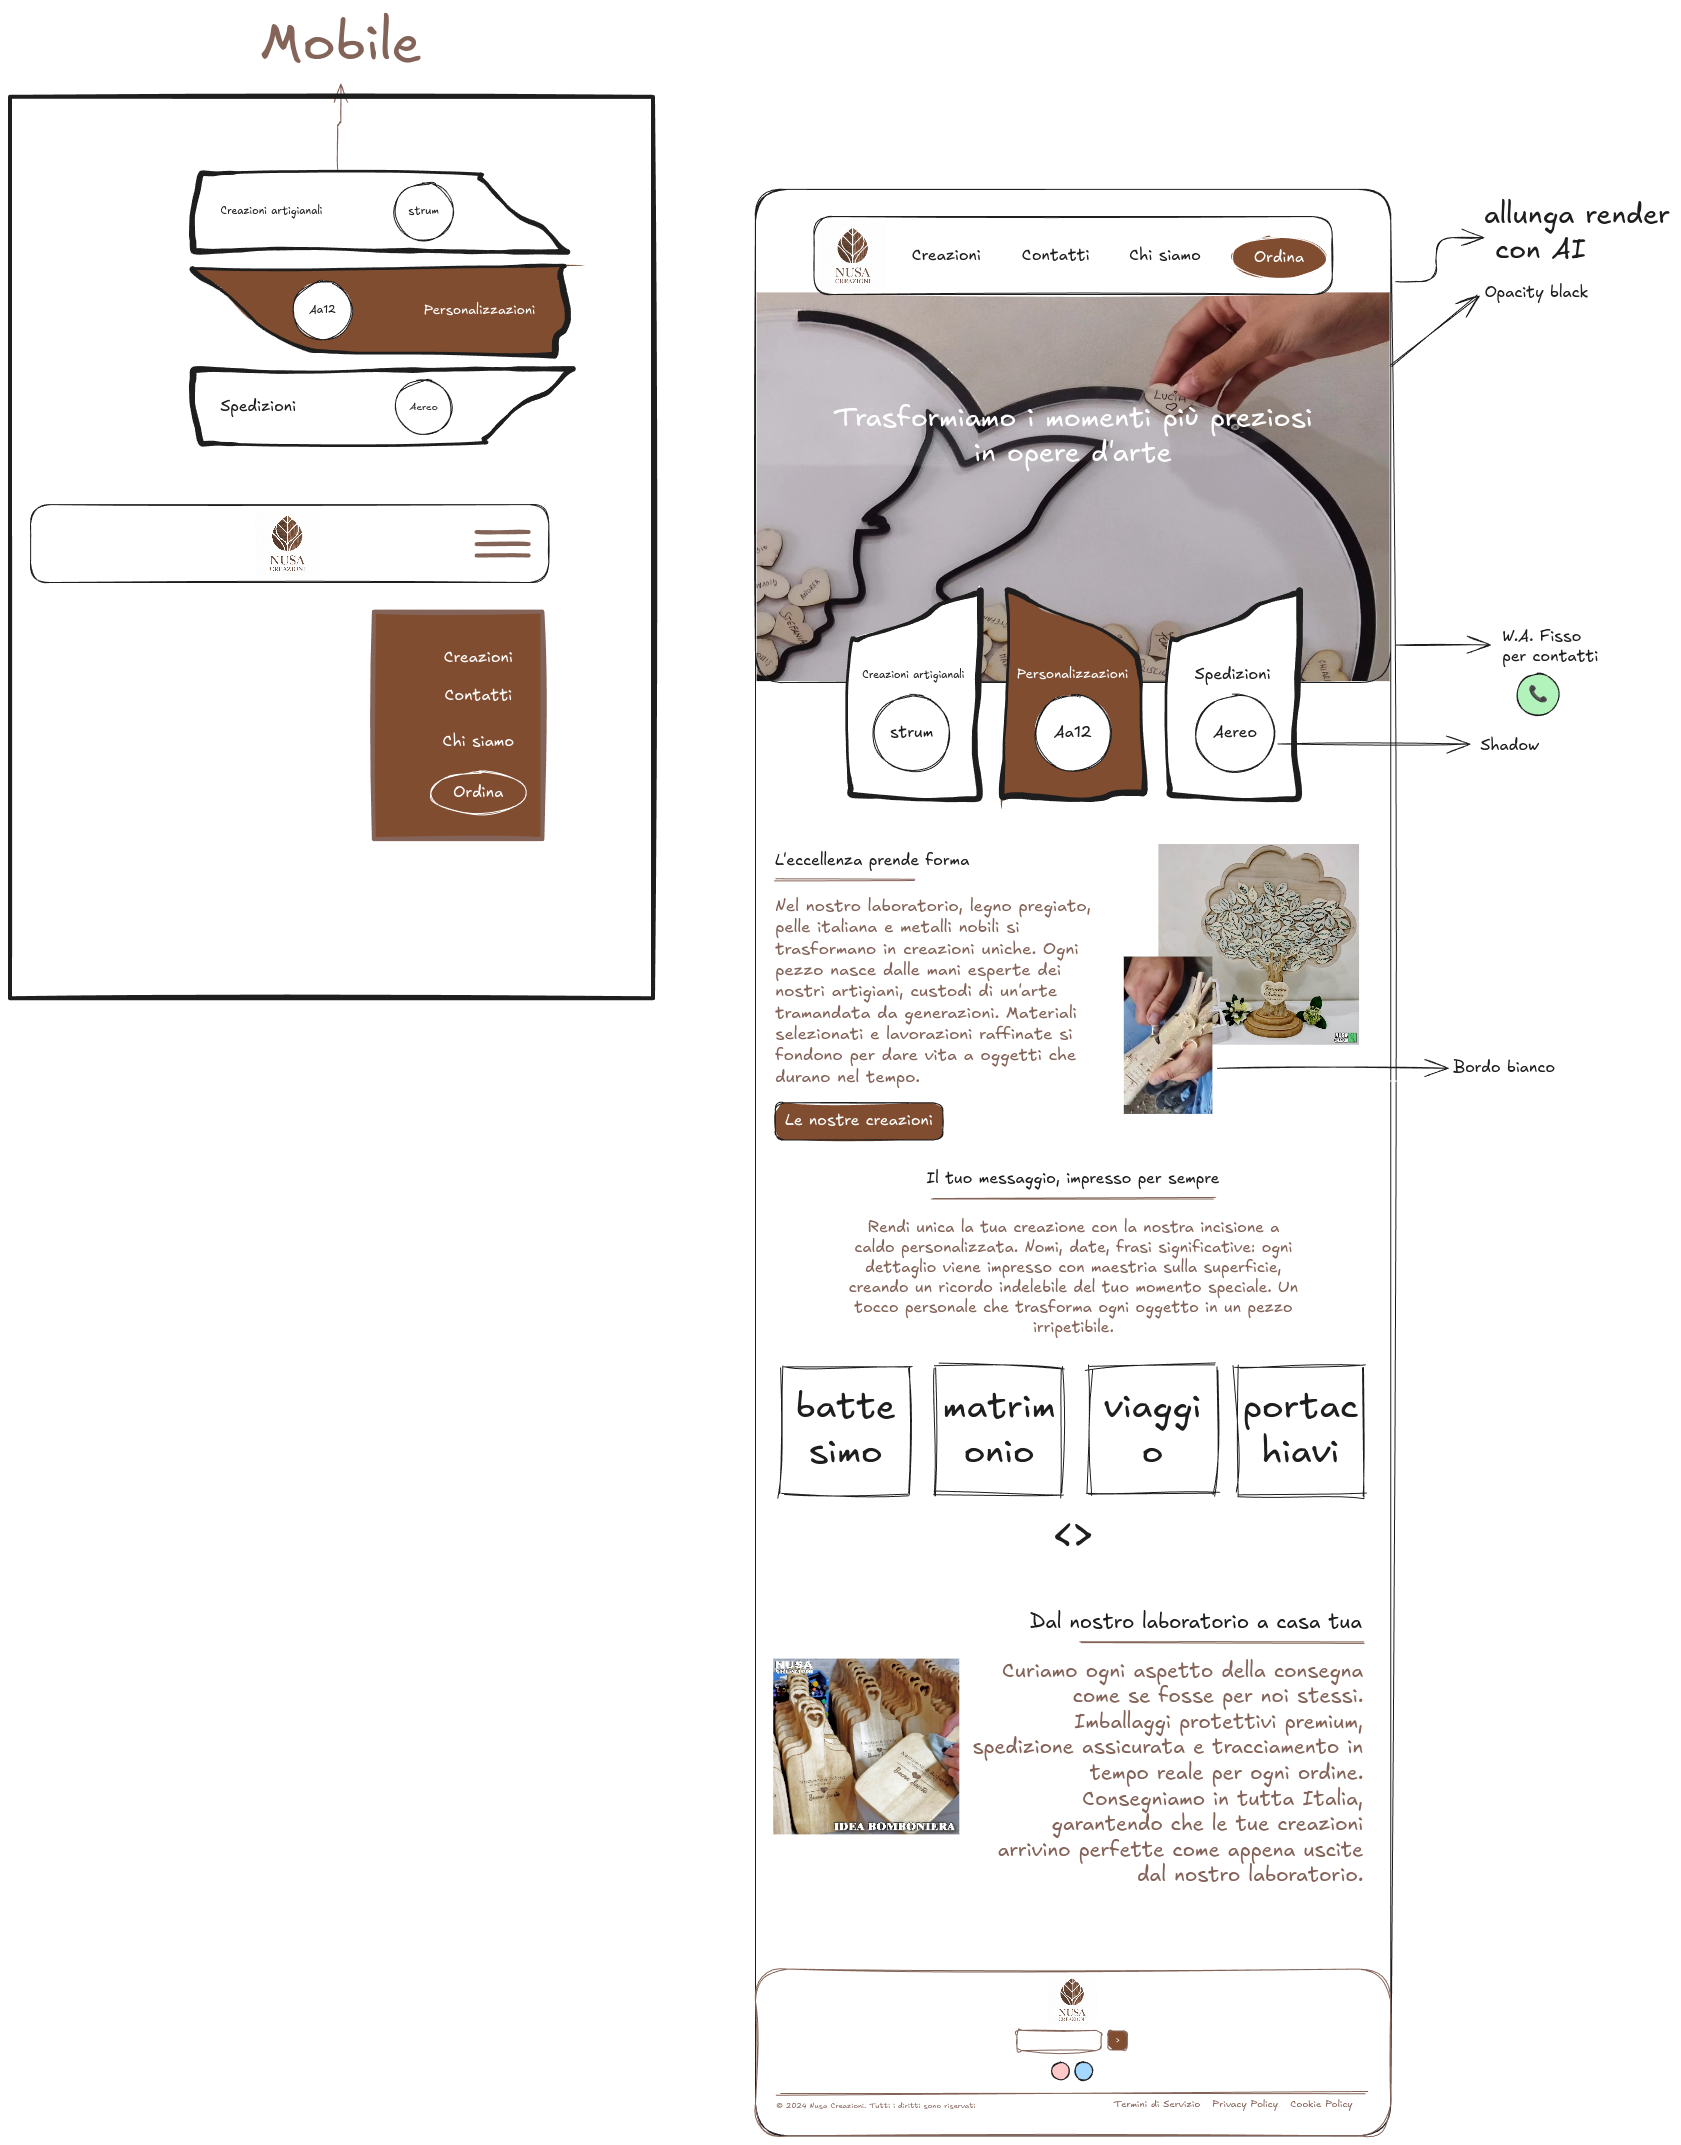 Mobile
Creazioni artigianali
strum
Aa12
Personalizzazioni
Spedizioni
Aereo
NUSA
CREAZIONI
Creazioni
Contatti
Chi siamo
Ordina
NUSA
CREAZIONI
Creazioni
Contatti
Chi siamo
Ordina
allunga render
con AI
Opacity black
LUCIA
Trasformiamo i momenti più preziosi
in opere d'arte
ANDREA
STEFANIA
W.A. Fisso
per contatti
Creazioni artigianali
strum
Personalizzazioni
Aa12
Spedizioni
Aereo
Shadow
L'eccellenza prende forma
Nel nostro laboratorio, legno pregiato,
pelle italiana e metalli nobili si
trasformano in creazioni uniche. Ogni
pezzo nasce dalle mani esperte dei
nostri artigiani, custodi di un'arte
tramandata da generazioni. Materiali
selezionati e lavorazioni raffinate si
fondono per dare vita a oggetti che
durano nel tempo.
Bordo bianco
Le nostre creazioni
Il tuo messaggio, impresso per sempre
Rendi unica la tua creazione con la nostra incisione a
caldo personalizzata. Nomi, date, frasi significative: ogni
dettaglio viene impresso con maestria sulla superficie,
creando un ricordo indelebile del tuo momento speciale. Un
tocco personale che trasforma ogni oggetto in un pezzo
irripetibile.
batte
simo
matrim
onio
viaggi
o
portac
hiavi
<>
Dal nostro laboratorio a casa tua
Curiamo ogni aspetto della consegna
come se fosse per noi stessi.
Imballaggi protettivi premium,
spedizione assicurata e tracciamento in
tempo reale per ogni ordine.
Consegniamo in tutta Italia,
garantendo che le tue creazioni
arrivino perfette come appena uscite
dal nostro laboratorio.
NUSA
IDEA BOMBONIERA
NUSA
CREAZIONI
>
© 2024 Nusa Creazioni. Tutti i diritti sono riservati
Termini di Servizio
Privacy Policy
Cookie Policy